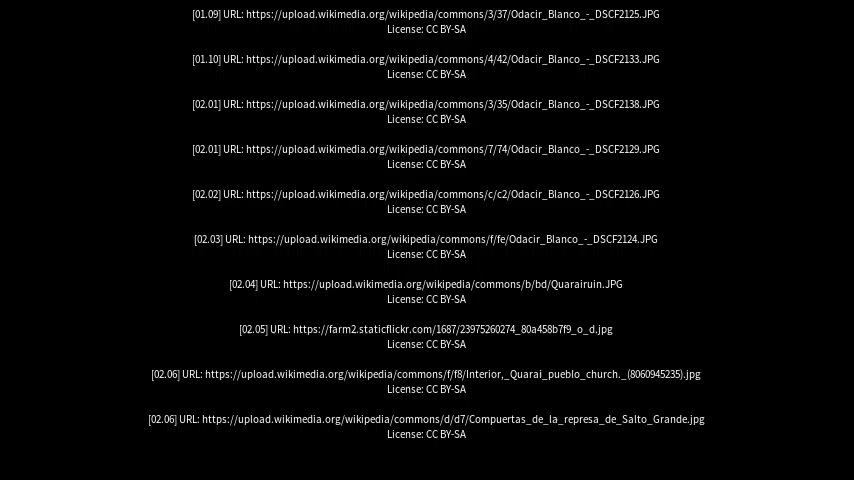 [01.09] URL: https://upload.wikimedia.org/wikipedia/commons/3/37/Odacir_Blanco_-_DSCF2125.JPG
License: CC BY-SA
[01.10] URL: https://upload.wikimedia.org/wikipedia/commons/4/42/Odacir_Blanco_-_DSCF2133.JPG
License: CC BY-SA
[02.01] URL: https://upload.wikimedia.org/wikipedia/commons/3/35/Odacir_Blanco_-_DSCF2138.JPG
License: CC BY-SA
[02.01] URL: https://upload.wikimedia.org/wikipedia/commons/7/74/Odacir_Blanco_-_DSCF2129.JPG
License: CC BY-SA
[02.02] URL: https://upload.wikimedia.org/wikipedia/commons/c/c2/Odacir_Blanco_-_DSCF2126.JPG
License: CC BY-SA
[02.03] URL: https://upload.wikimedia.org/wikipedia/commons/f/fe/Odacir_Blanco_-_DSCF2124.JPG
License: CC BY-SA
[02.04] URL: https://upload.wikimedia.org/wikipedia/commons/b/bd/Quarairuin.JPG
License: CC BY-SA
[02.05] URL: https://farm2.staticflickr.com/1687/23975260274_80a458b7f9_o_d.jpg
License: CC BY-SA
[02.06] URL: https://upload.wikimedia.org/wikipedia/commons/f/f8/Interior,_Quarai_pueblo_church._(8060945235).jpg
License: CC BY-SA
[02.06] URL: https://upload.wikimedia.org/wikipedia/commons/d/d7/Compuertas_de_la_represa_de_Salto_Grande.jpg
License: CC BY-SA